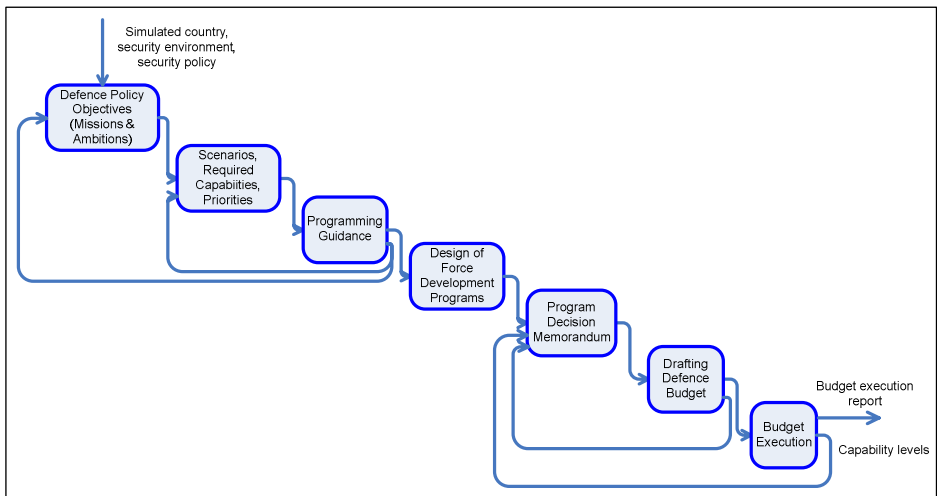 Simulated country,
security environment,
security policy
Defence Policy
Objectives
(Missions &
Ambitions)
Scenarios,
Required
Capabiities,
Priorities
Programming
Guidance
Design of
Force
Development
Programs
Program
Decision
Memorandum
Drafting
Defence
Budget
Budget execution
report
Budget
Execution
Capability levels